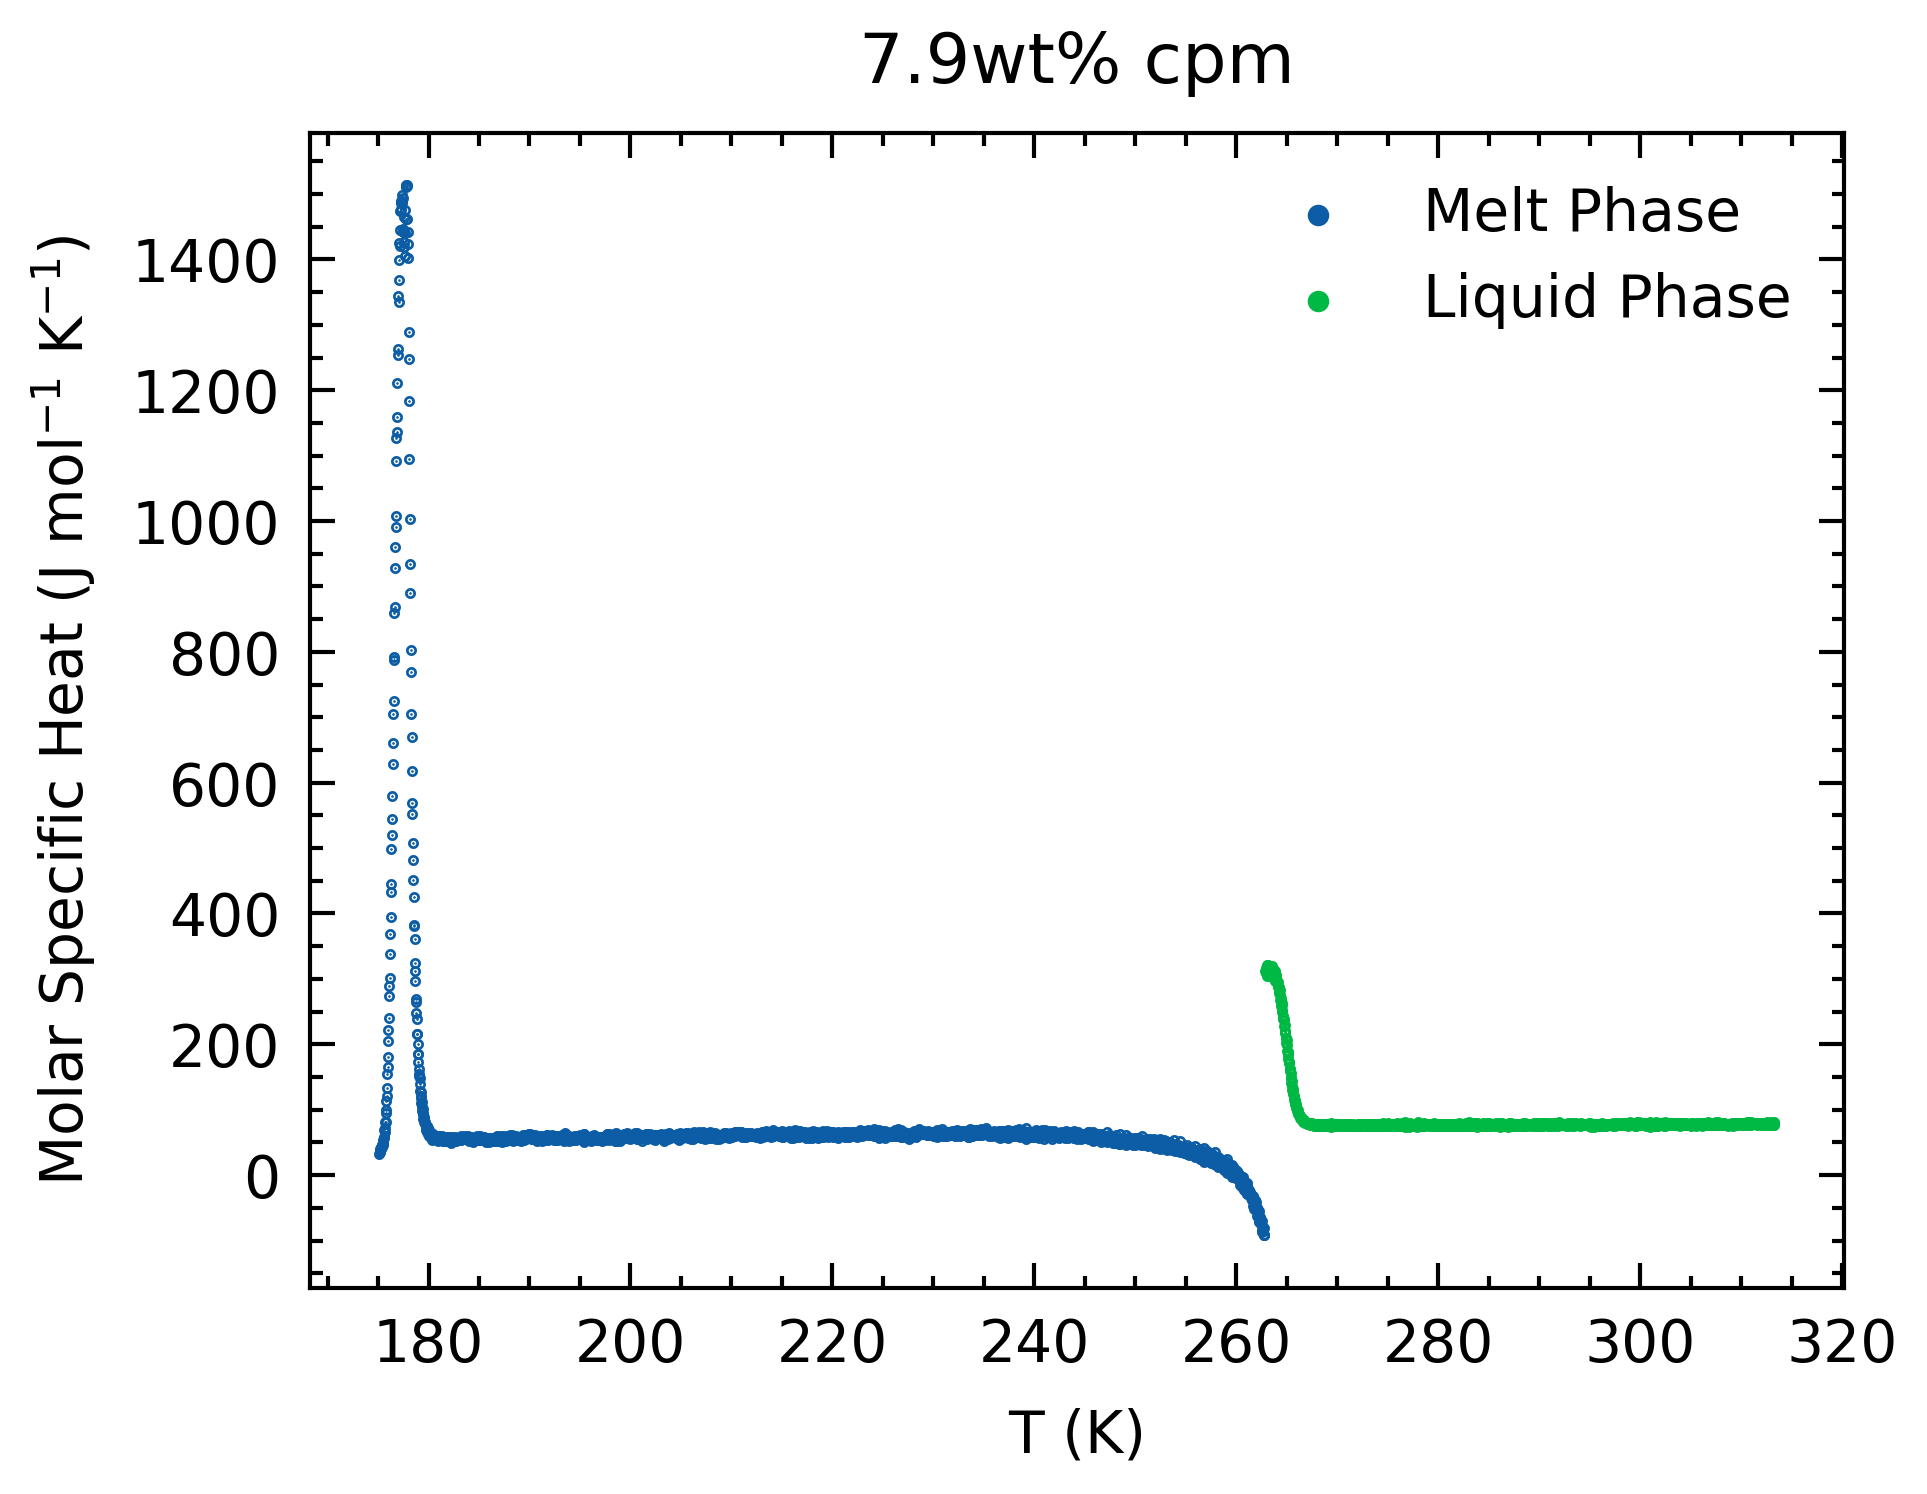 7.9wt% cpm
Molar Specific Heat (J mol⁻¹ K⁻¹)
1400
1200
1000
800
600
400
200
0
Melt Phase
Liquid Phase
180 200 220 240 260 280 300 320
T (K)